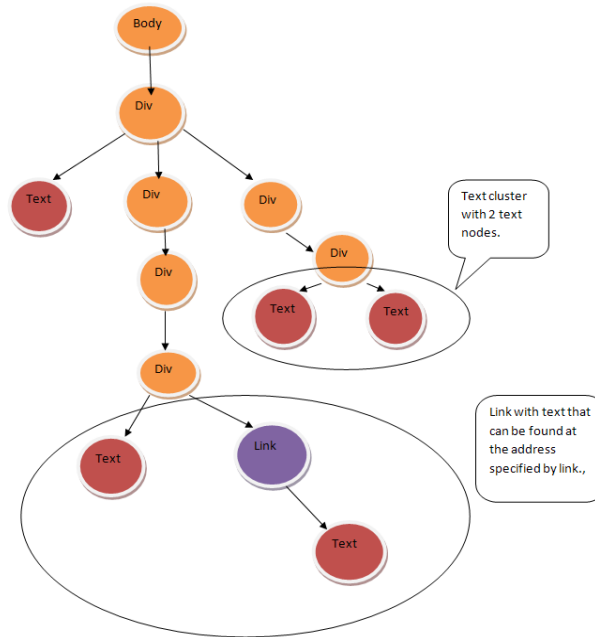 Body
Div
Text
Div
Div
Text cluster
with 2 text
nodes.
Div
Div
Text
Text
Div
Link with text that
can be found at
the address
specified by link.,
Text
Link
Text